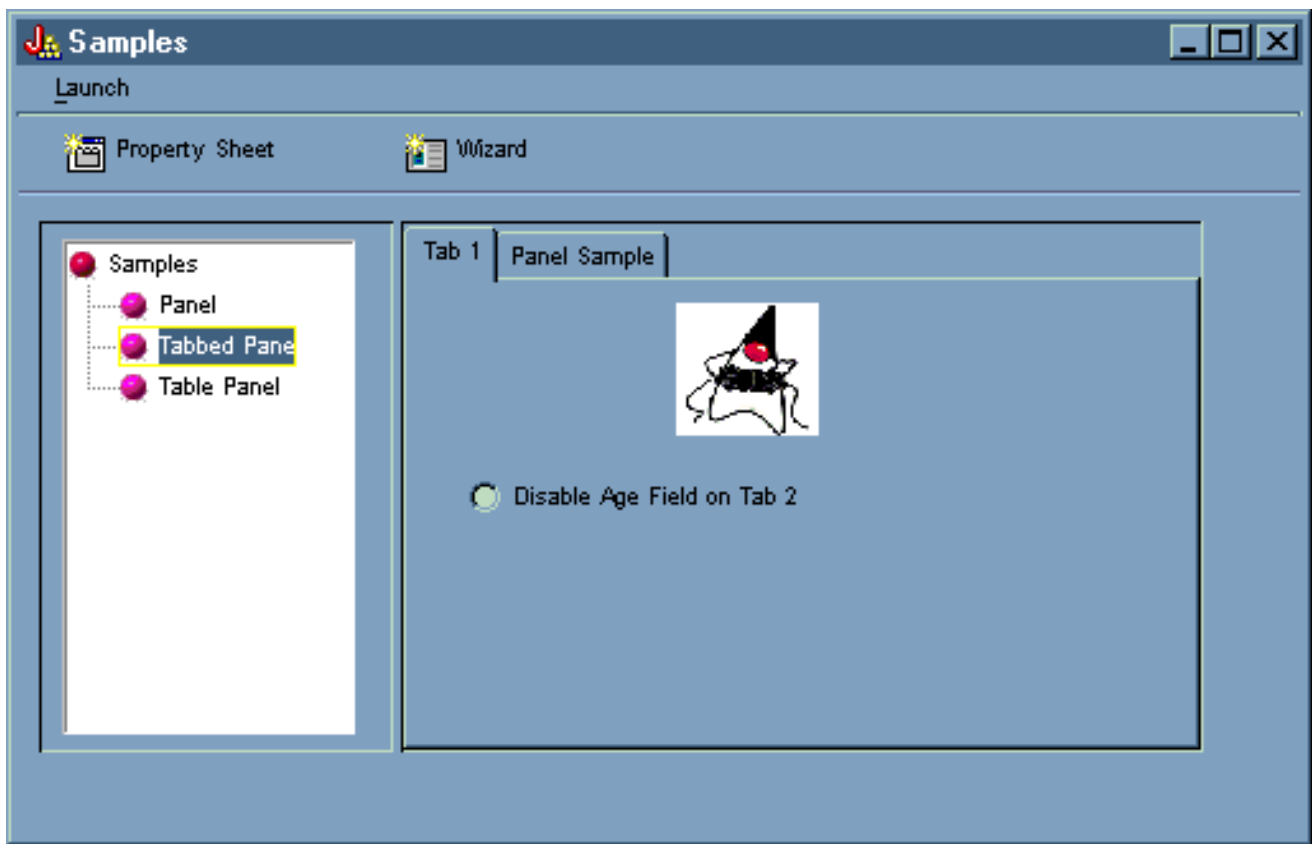 Samples
Launch
Property Sheet
Wizard
Samples
Panel
Tabbed Pane
Table Panel
Tab 1
Panel Sample
Disable Age Field on Tab 2